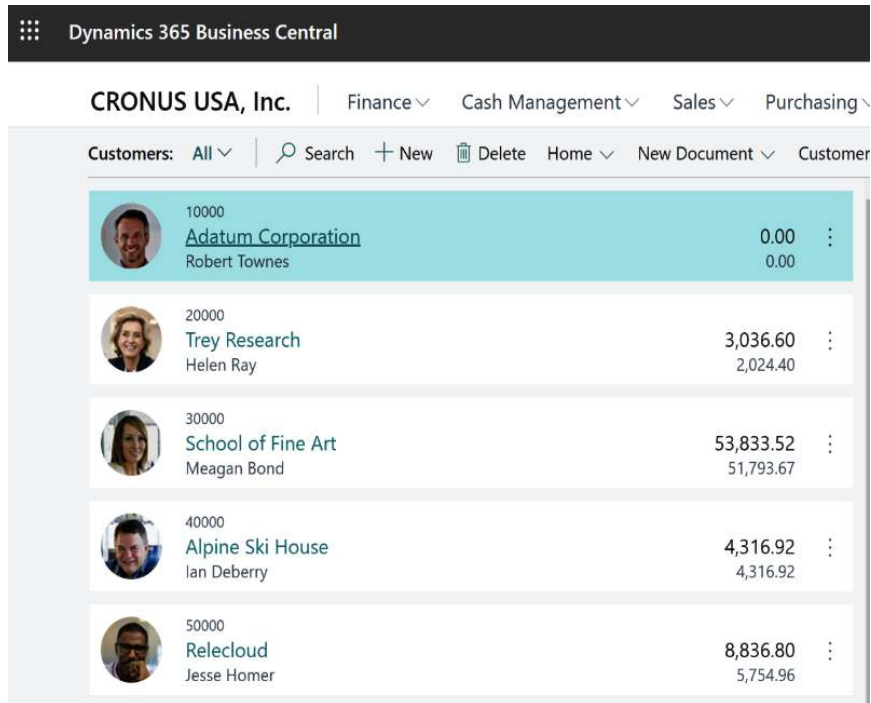 Dynamics 365 Business Central
CRONUS USA, Inc. Finance Cash Management Sales Purchasing
Customers: All Search New Delete Home New Document Customer
10000
Adatum Corporation 0.00
Robert Townes 0.00
20000
Trey Research 3,036.60
Helen Ray 2,024.40
30000
School of Fine Art 53,833.52
Meagan Bond 51,793.67
40000
Alpine Ski House 4,316.92
Ian Deberry 4,316.92
50000
Relecloud 8,836.80
Jesse Homer 5,754.96